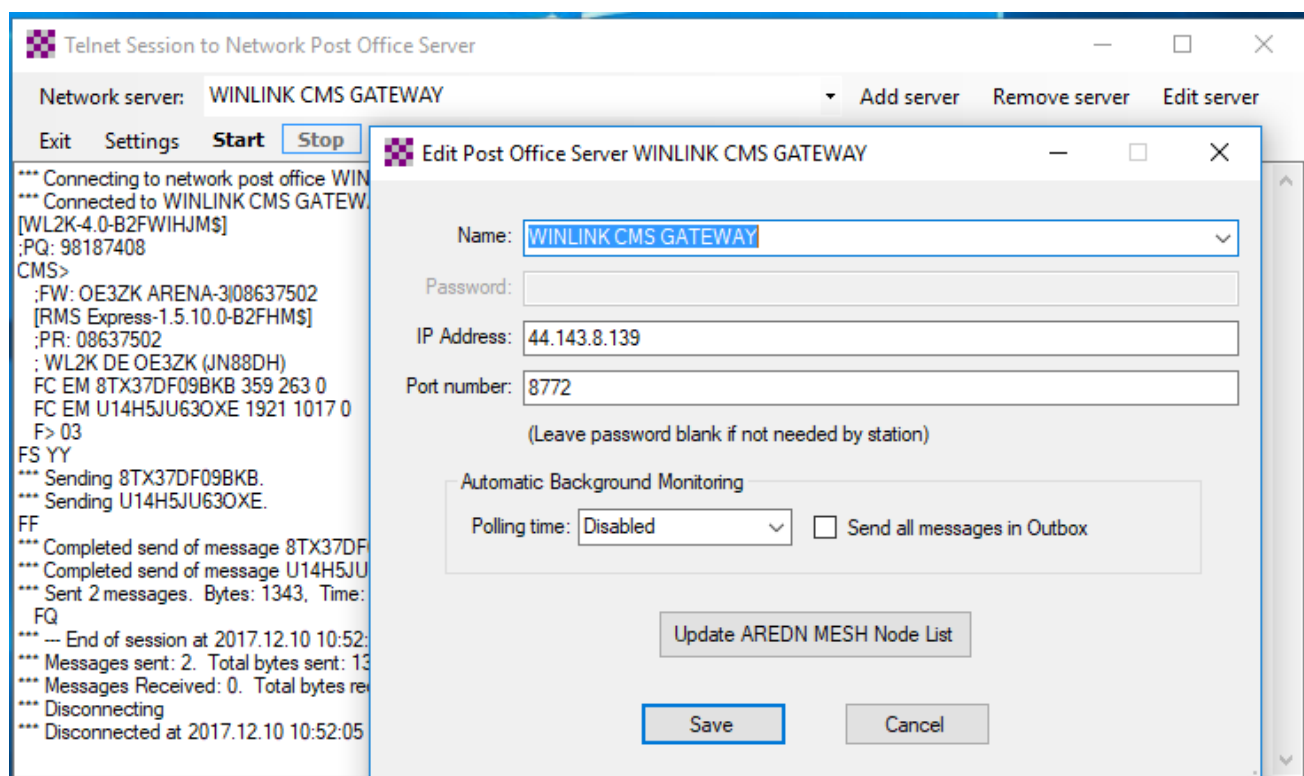 Telnet Session to Network Post Office Server
Network server: WINLINK CMS GATEWAY Add server Remove server Edit server
Exit Settings Start Stop
*** Connecting to network post office WIN
*** Connected to WINLINK CMS GATEWA
[WL2K-4.0-B2FWIHJM$]
;PQ: 98187408
CMS>
;FW: OE3ZK ARENA-3|08637502
[RMS Express-1.5.10.0-B2FHM$]
;PR: 08637502
; WL2K DE OE3ZK (JN88DH)
FC EM 8TX37DF09BKB 359 263 0
FC EM U14H5JU63OXE 1921 1017 0
F> 03
FS YY
*** Sending 8TX37DF09BKB.
*** Sending U14H5JU63OXE.
FF
*** Completed send of message 8TX37DF
*** Completed send of message U14H5JU
*** Sent 2 messages. Bytes: 1343, Time:
FQ
*** --- End of session at 2017.12.10 10:52:
*** Messages sent: 2. Total bytes sent: 13
*** Messages Received: 0. Total bytes re
*** Disconnecting
*** Disconnected at 2017.12.10 10:52:05
Edit Post Office Server WINLINK CMS GATEWAY
Name: WINLINK CMS GATEWAY
Password:
IP Address: 44.143.8.139
Port number: 8772
(Leave password blank if not needed by station)
Automatic Background Monitoring
Polling time: Disabled Send all messages in Outbox
Update AREDN MESH Node List
Save Cancel